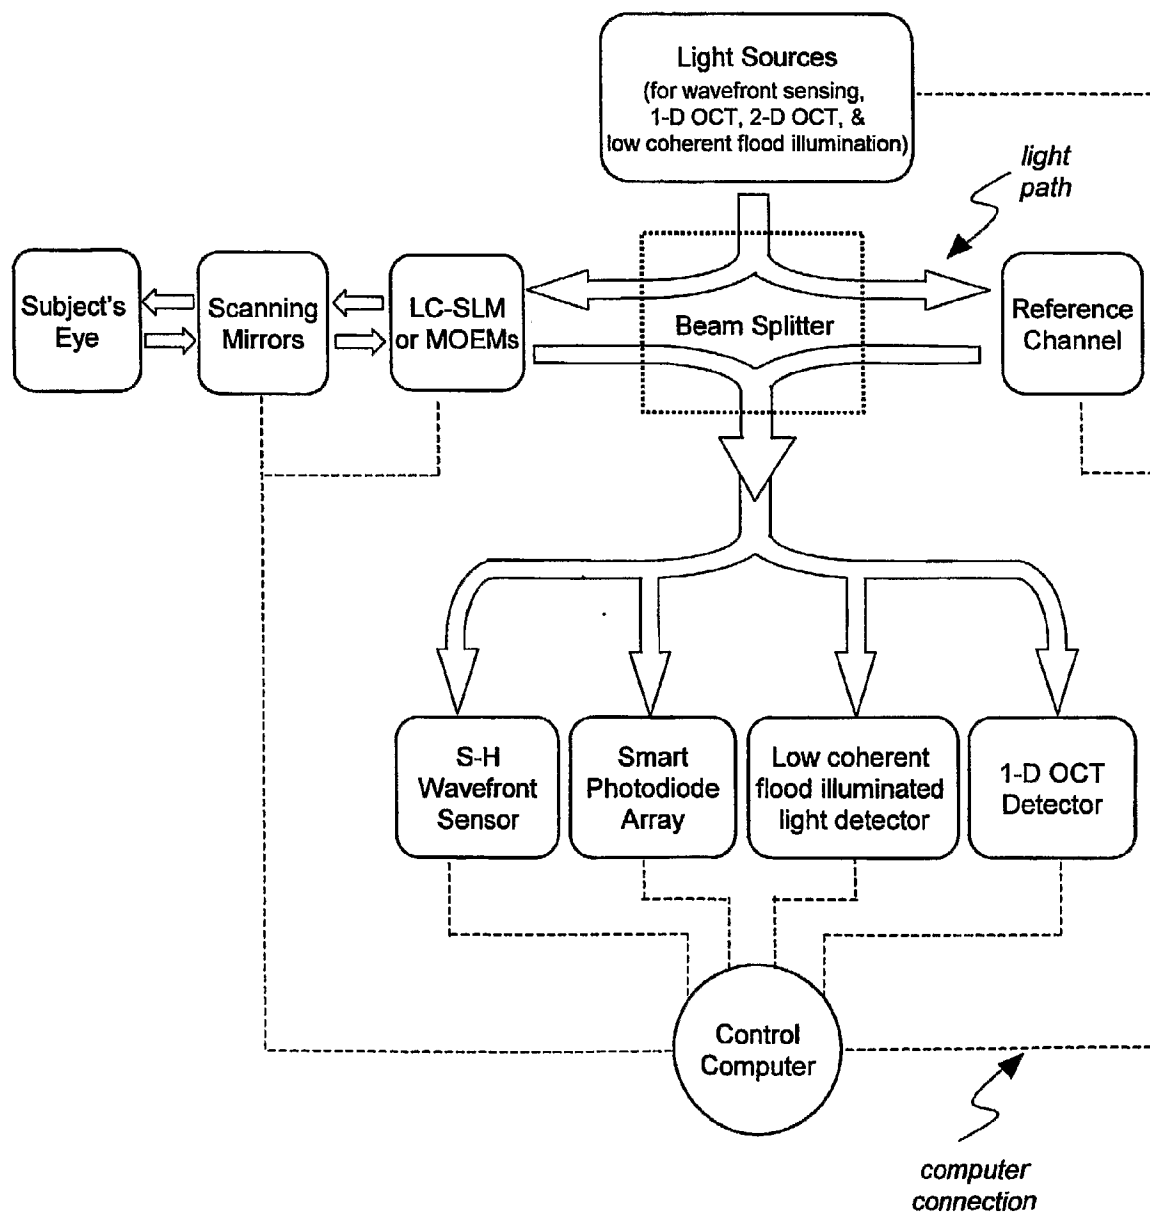 Light Sources
(for wavefront sensing,
1-D OCT, 2-D OCT, &
low coherent flood illumination)
light
path
Subject's
Eye
Scanning
Mirrors
LC-SLM
or MOEMs
Beam Splitter
Reference
Channel
S-H
Wavefront
Sensor
Smart
Photodiode
Array
Low coherent
flood illuminated
light detector
1-D OCT
Detector
Control
Computer
computer
connection